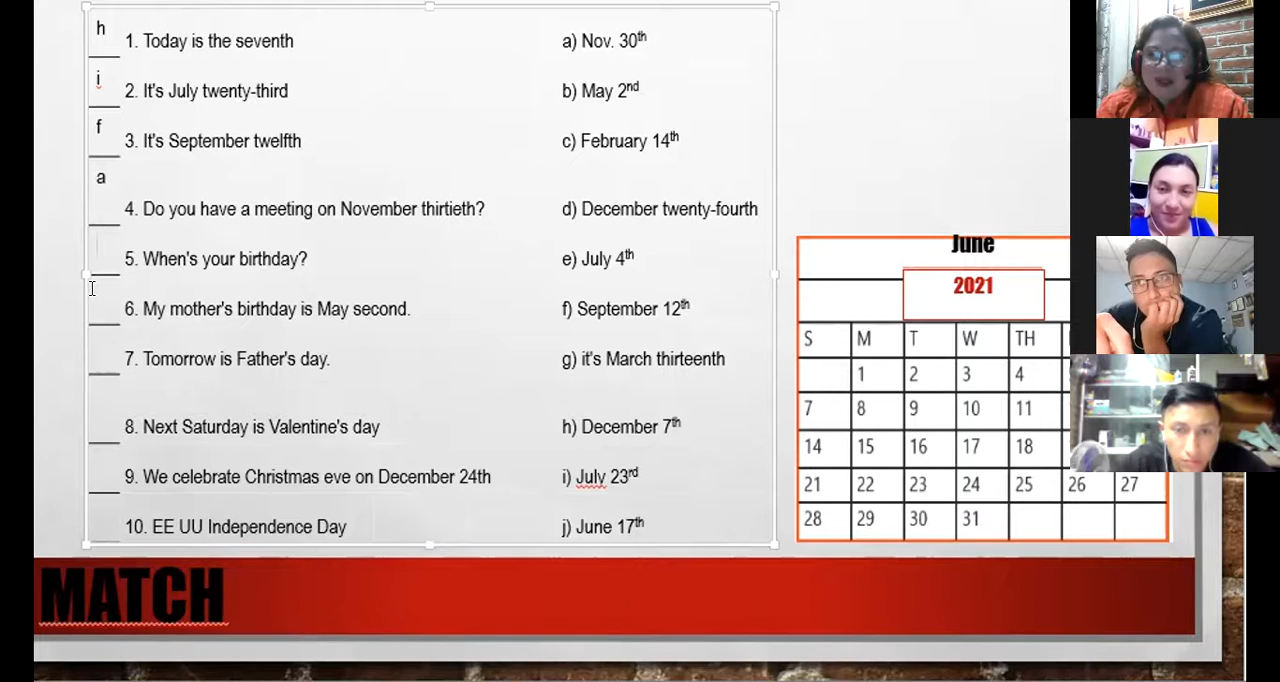 h
1. Today is the seventh
a) Nov. 30th
i
2. It's July twenty-third
b) May 2nd
f
3. It's September twelfth
c) February 14th
a
4. Do you have a meeting on November thirtieth?
d) December twenty-fourth
5. When's your birthday?
e) July 4th
6. My mother's birthday is May second.
f) September 12th
7. Tomorrow is Father's day.
g) it's March thirteenth
8. Next Saturday is Valentine's day
h) December 7th
9. We celebrate Christmas eve on December 24th
i) July 23rd
10. EE UU Independence Day
j) June 17th
June
2021
S M T W TH
1 2 3 4
7 8 9 10 11
14 15 16 17 18
21 22 23 24 25 26 27
28 29 30 31
MATCH